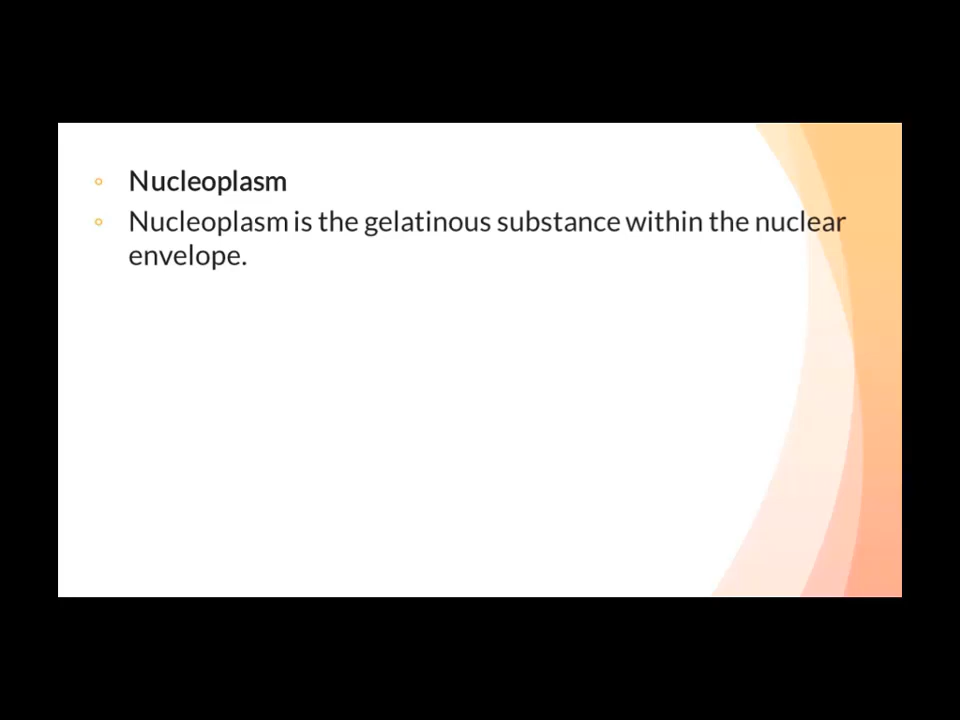 Nucleoplasm
Nucleoplasm is the gelatinous substance within the nuclear
envelope.